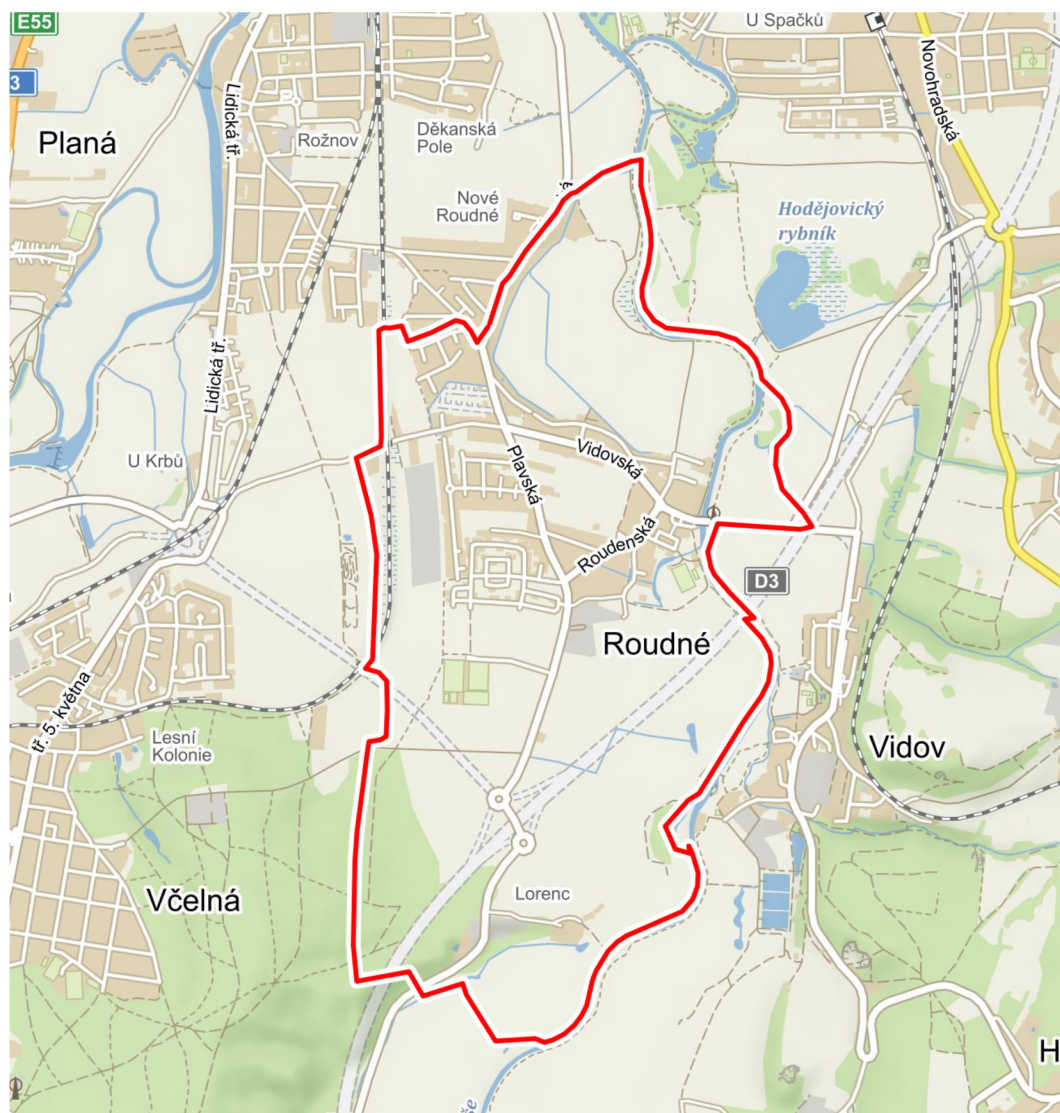 E55
U Spačků
3
Novohradská
Lidická tř.
Planá
Rožnov
Děkanská
Pole
Nové
Roudné
Hodějovický
rybník
Lidická tř.
U Krbů
Vidovská
Plavská
Roudenská
D3
Roudné
tř. 5. května
Lesní
Kolonie
Vidov
Včelná
Lorenc
H